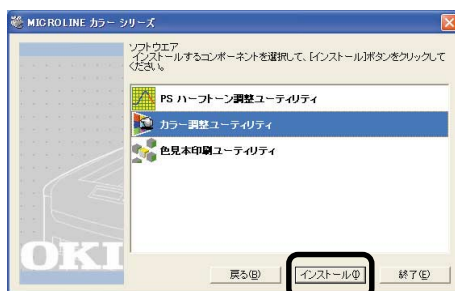 MICROLINE カラー シリーズ
ソフトウエア
インストールするコンポーネントを選択して、[インストール]ボタンをクリックして
ください。
PS ハーフトーン調整ユーティリティ
カラー調整ユーティリティ
色見本印刷ユーティリティ
OKI
戻る(B) インストール(I) 終了(E)